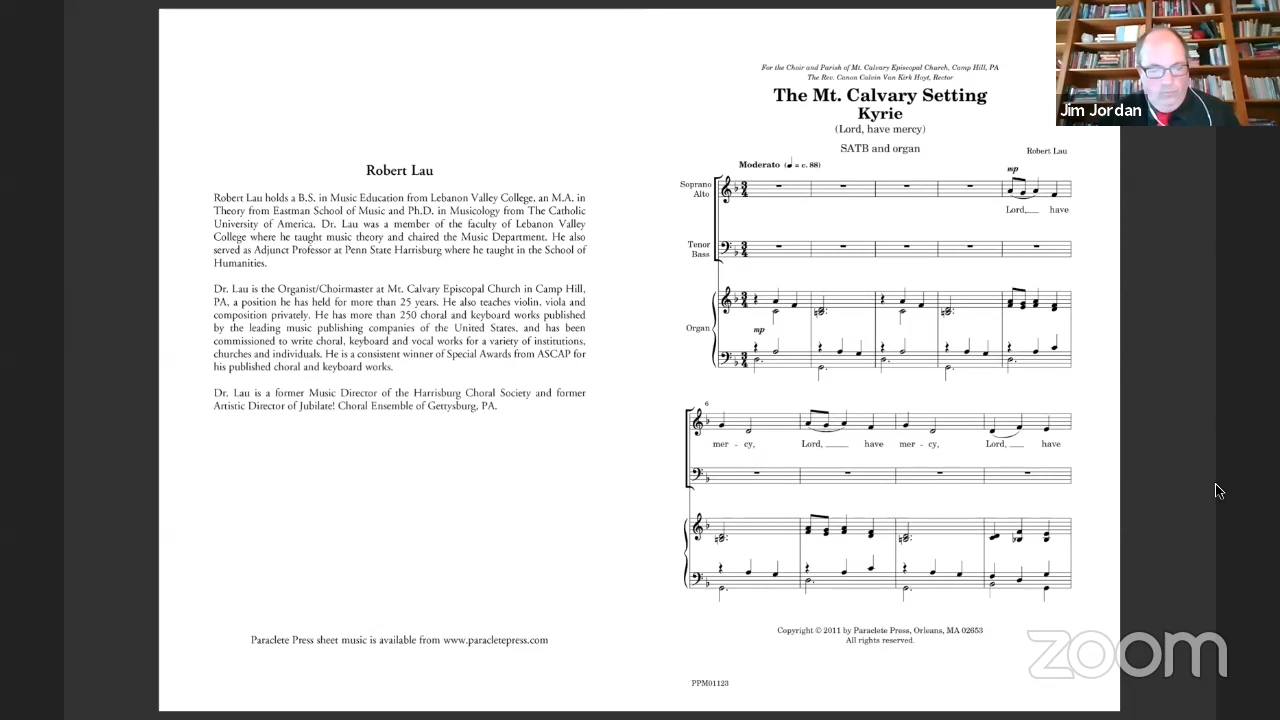 Robert Lau
Robert Lau holds a B.S. in Music Education from Lebanon Valley College, an M.A. in
Theory from Eastman School of Music and Ph.D. in Musicology from The Catholic
University of America. Dr. Lau was a member of the faculty of Lebanon Valley
College where he taught music theory and chaired the Music Department. He also
served as Adjunct Professor at Penn State Harrisburg where he taught in the School of
Humanities.
Dr. Lau is the Organist/Choirmaster at Mt. Calvary Episcopal Church in Camp Hill,
PA, a position he has held for more than 25 years. He also teaches violin, viola and
composition privately. He has more than 250 choral and keyboard works published
by the leading music publishing companies of the United States, and has been
commissioned to write choral, keyboard and vocal works for a variety of institutions,
churches and individuals. He is a consistent winner of Special Awards from ASCAP for
his published choral and keyboard works.
Dr. Lau is a former Music Director of the Harrisburg Choral Society and former
Artistic Director of Jubilate! Choral Ensemble of Gettysburg, PA.
Paraclete Press sheet music is available from www.paracletepress.com
For the Choir and Parish of Mt. Calvary Episcopal Church, Camp Hill, PA
The Rev. Canon Calvin Van Kirk Hoyt, Rector
The Mt. Calvary Setting
Kyrie
(Lord, have mercy)
SATB and organ
Robert Lau
Moderato (♩ = c. 88)
mp
Soprano
Alto
Lord, have
Tenor
Bass
Organ
mp
6
mer - cy, Lord, have mer - cy, Lord, have
Copyright © 2011 by Paraclete Press, Orleans, MA 02653
All rights reserved.
PPM01123
Jim Jordan
zoom